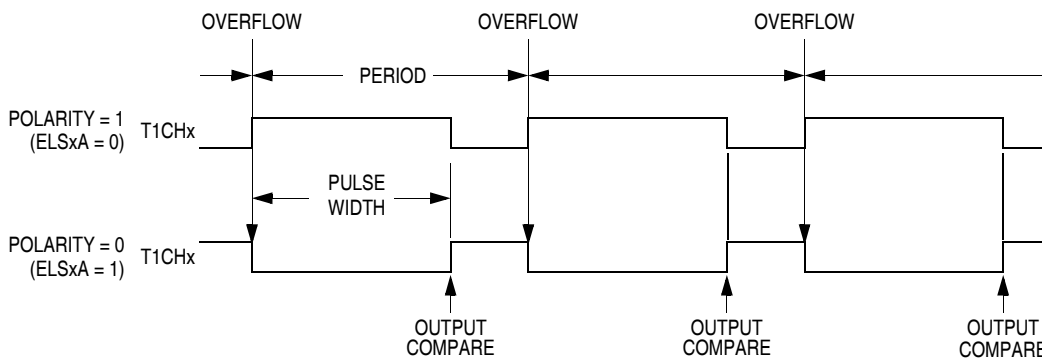 OVERFLOW OVERFLOW OVERFLOW
PERIOD
POLARITY = 1
(ELSxA = 0)
T1CHx
PULSE
WIDTH
POLARITY = 0
(ELSxA = 1)
T1CHx
OUTPUT
COMPARE
OUTPUT
COMPARE
OUTPUT
COMPARE